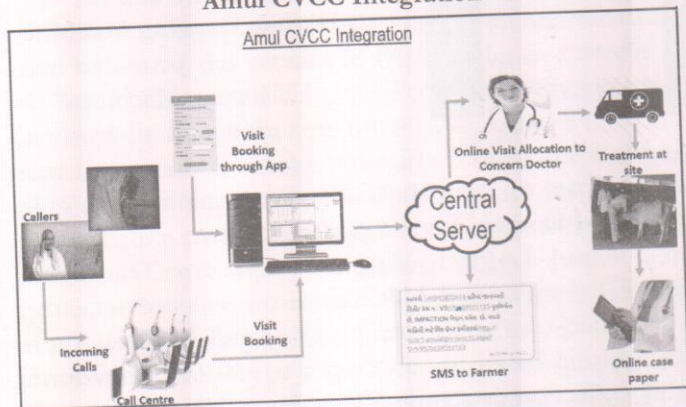 Amul CVCC Integration
Amul CVCC Integration
Visit
Booking
through App
Callers
Incoming
Calls
Call Centre
Visit
Booking
Central
Server
Online Visit Allocation to
Concern Doctor
Treatment at
site
SMS to Farmer
Online case
paper